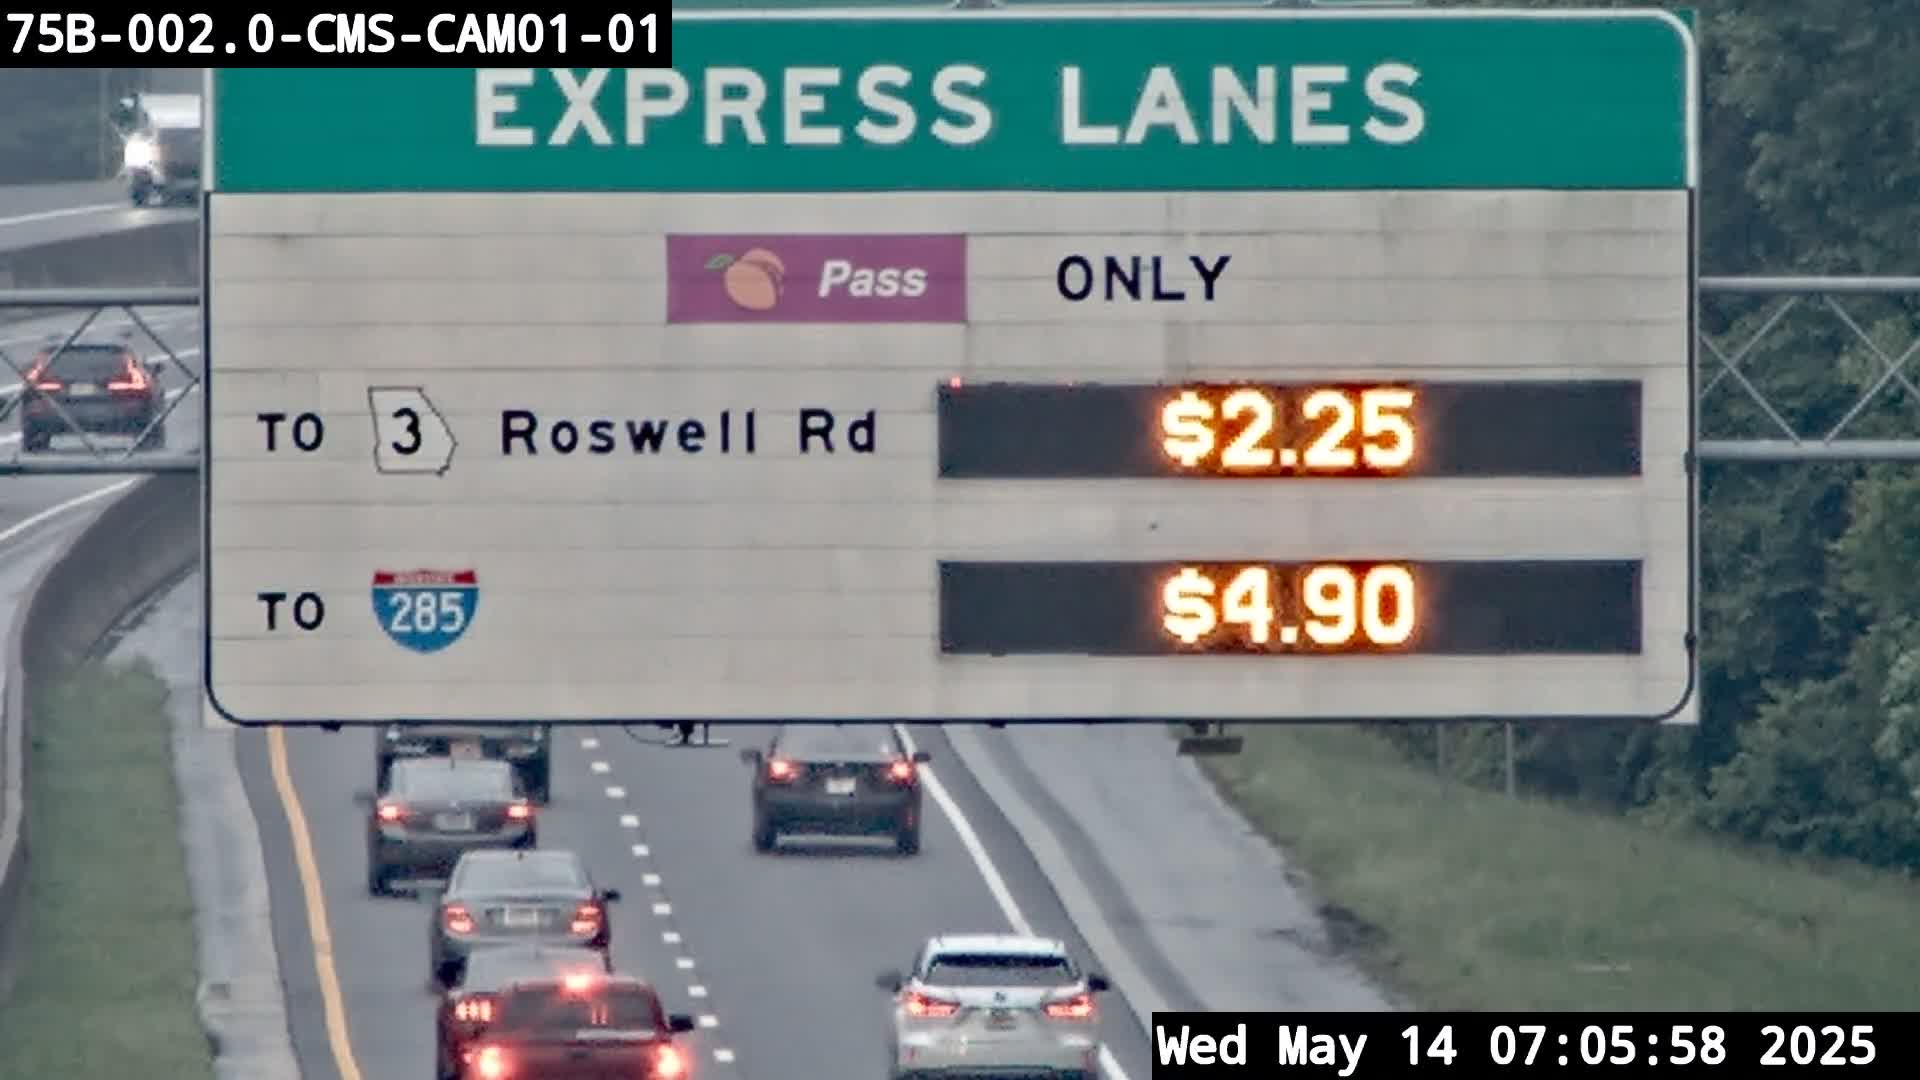 75B-002.0-CMS-CAM01-01
EXPRESS LANES
Pass ONLY
TO 3 Roswell Rd $2.25
TO INTERSTATE 285 $4.90
Wed May 14 07:05:58 2025